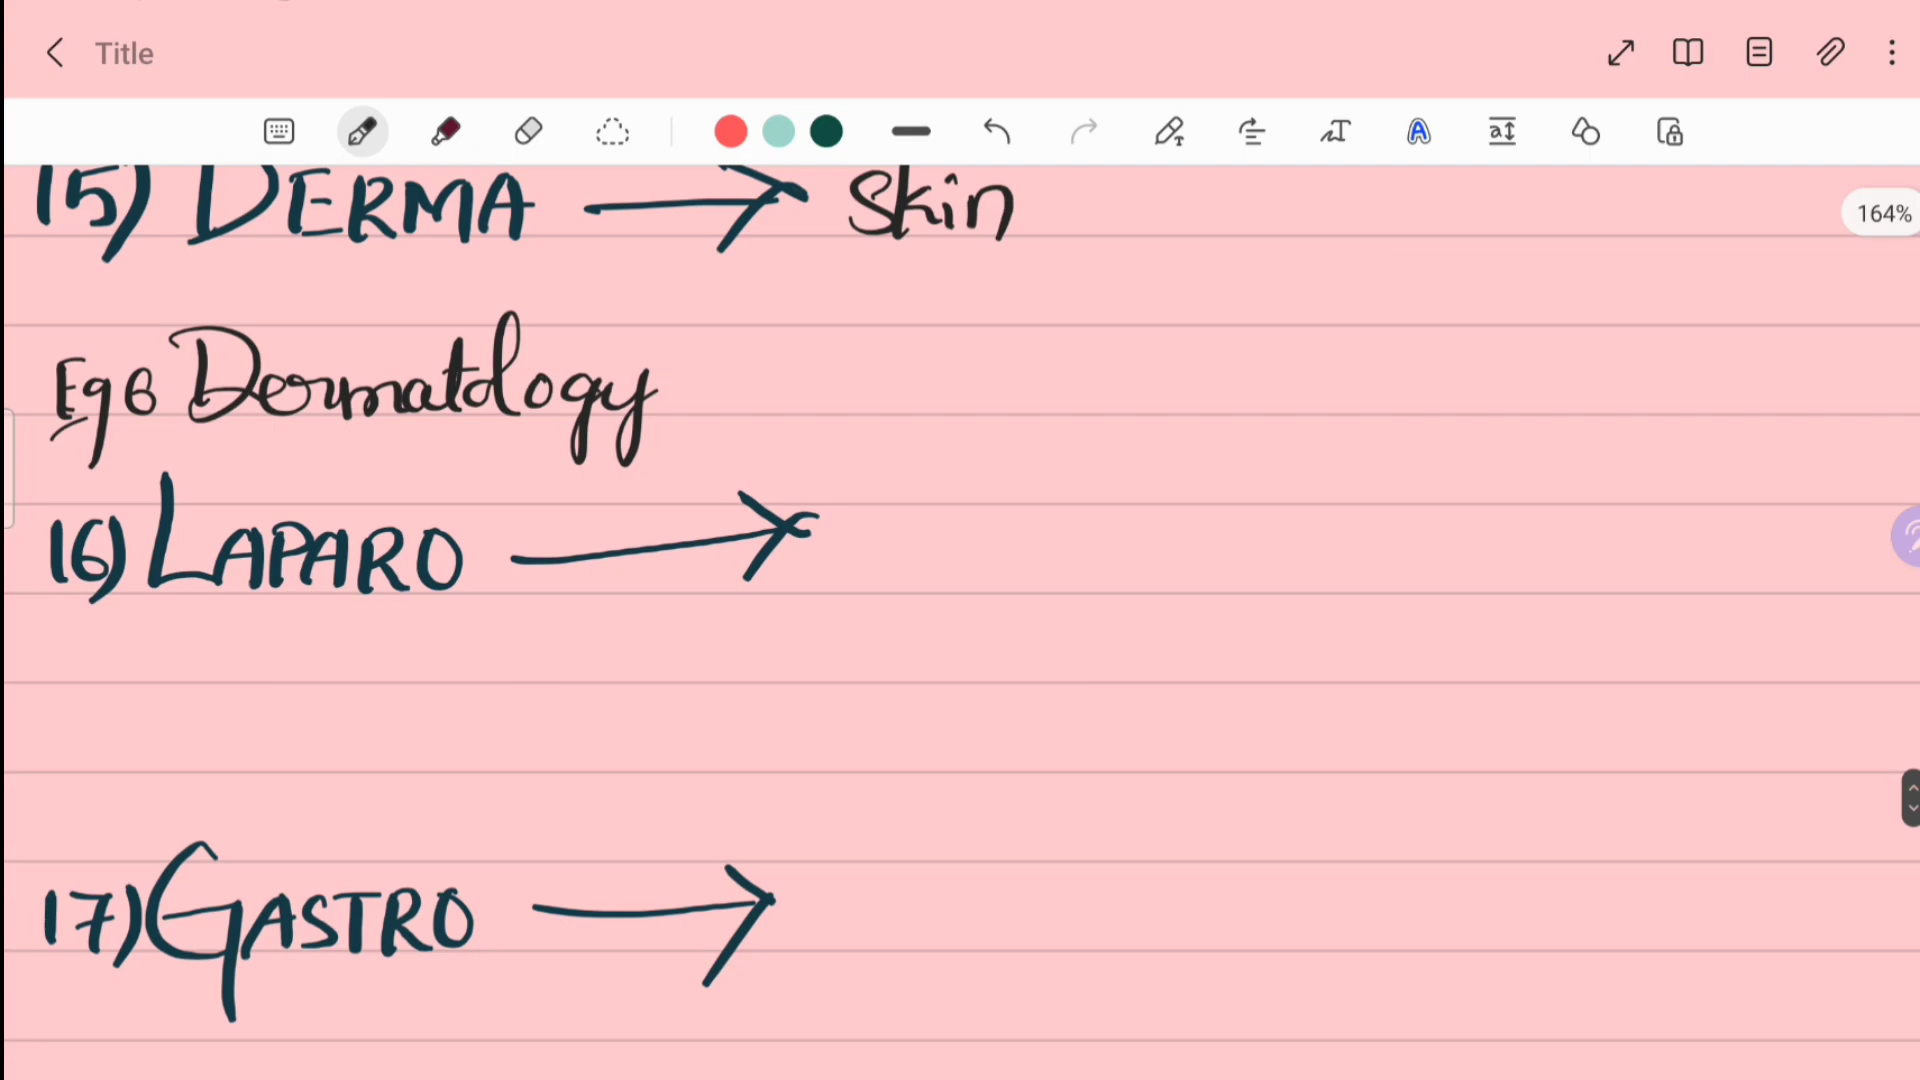 Title
164%
15) DERMA → Skin
Eg: Dermatology
16) LAPARO →
17) GASTRO →